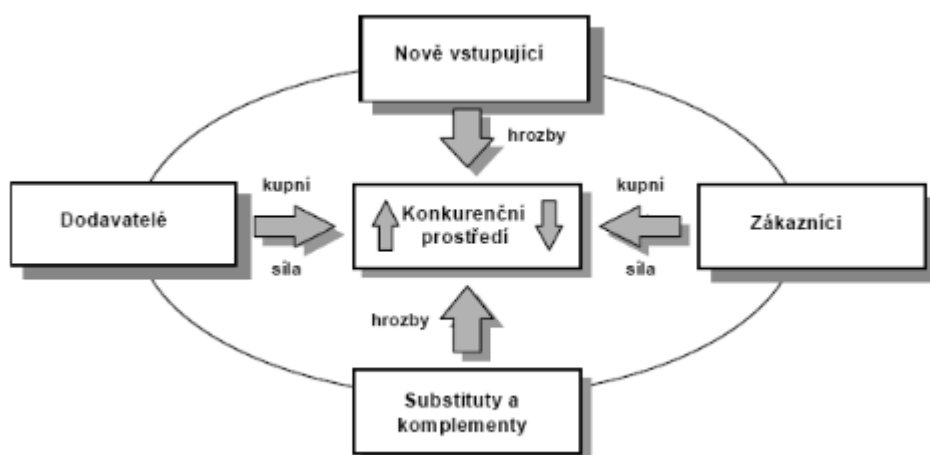 Nově vstupující
hrozby
kupní
kupní
Dodavatelé
Konkurenční
prostředí
Zákazníci
síla
síla
hrozby
Substituty a
komplementy